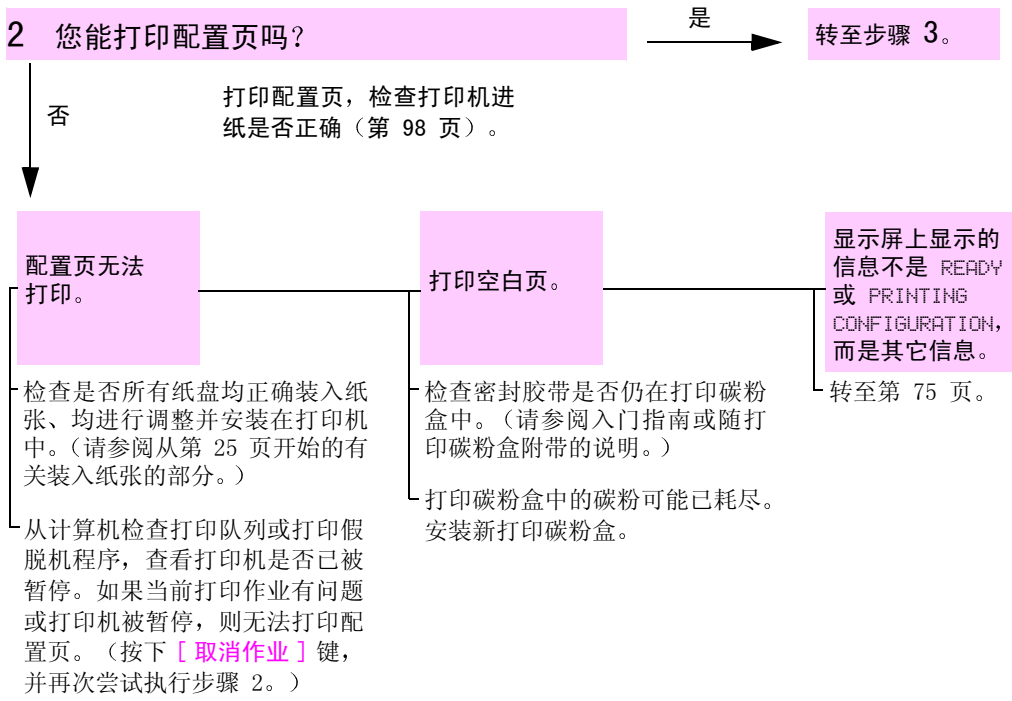 2 您能打印配置页吗？
是
转至步骤 3。
否
打印配置页，检查打印机进
纸是否正确（第 98 页）。
配置页无法
打印。
检查是否所有纸盘均正确装入纸
张、均进行调整并安装在打印机
中。（请参阅从第 25 页开始的有
关装入纸张的部分。）
从计算机检查打印队列或打印假
脱机程序，查看打印机是否已被
暂停。如果当前打印作业有问题
或打印机被暂停，则无法打印配
置页。（按下 [ 取消作业 ] 键，
并再次尝试执行步骤 2。）
打印空白页。
检查密封胶带是否仍在打印碳粉
盒中。（请参阅入门指南或随打
印碳粉盒附带的说明。）
打印碳粉盒中的碳粉可能已耗尽。
安装新打印碳粉盒。
显示屏上显示的
信息不是 READY
或 PRINTING
CONFIGURATION，
而是其它信息。
转至第 75 页。